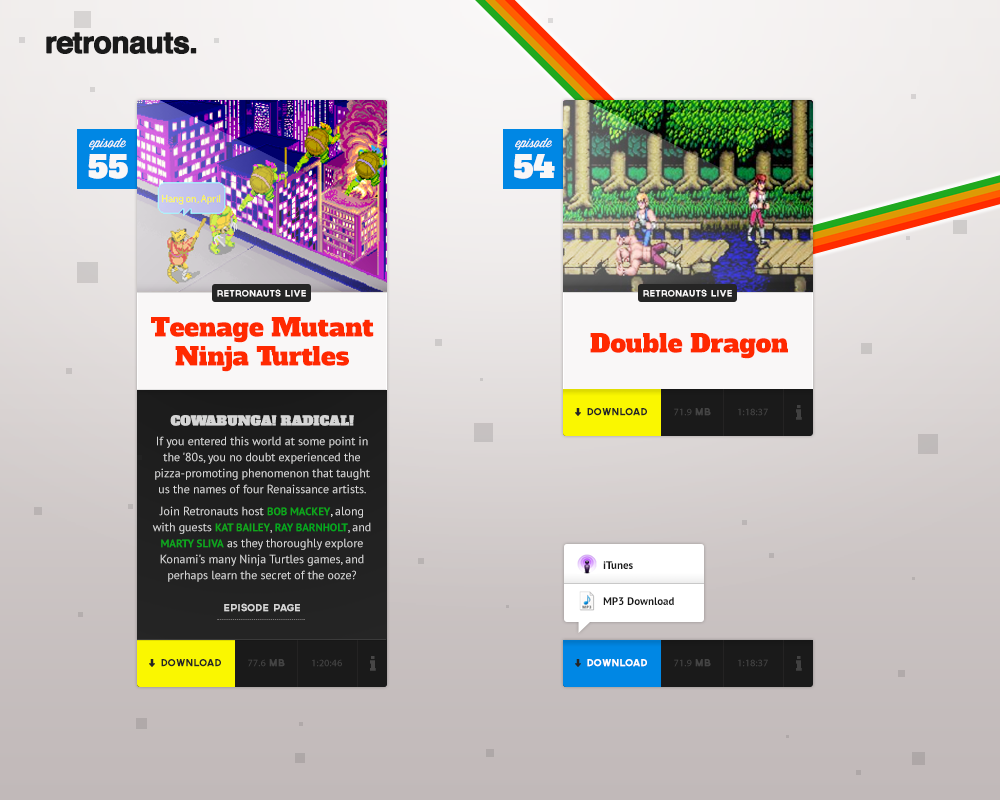 retronauts.
episode
55
Hang on, April
RETRONAUTS LIVE
Teenage Mutant
Ninja Turtles
COWABUNGA! RADICAL!
If you entered this world at some point in
the '80s, you no doubt experienced the
pizza-promoting phenomenon that taught
us the names of four Renaissance artists.
Join Retronauts host BOB MACKEY, along
with guests KAT BAILEY, RAY BARNHOLT, and
MARTY SLIVA as they thoroughly explore
Konami's many Ninja Turtles games, and
perhaps learn the secret of the ooze?
EPISODE PAGE
DOWNLOAD 77.6 MB 1:20:46 i
episode
54
RETRONAUTS LIVE
Double Dragon
DOWNLOAD 71.9 MB 1:18:37 i
iTunes
MP3 MP3 Download
DOWNLOAD 71.9 MB 1:18:37 i